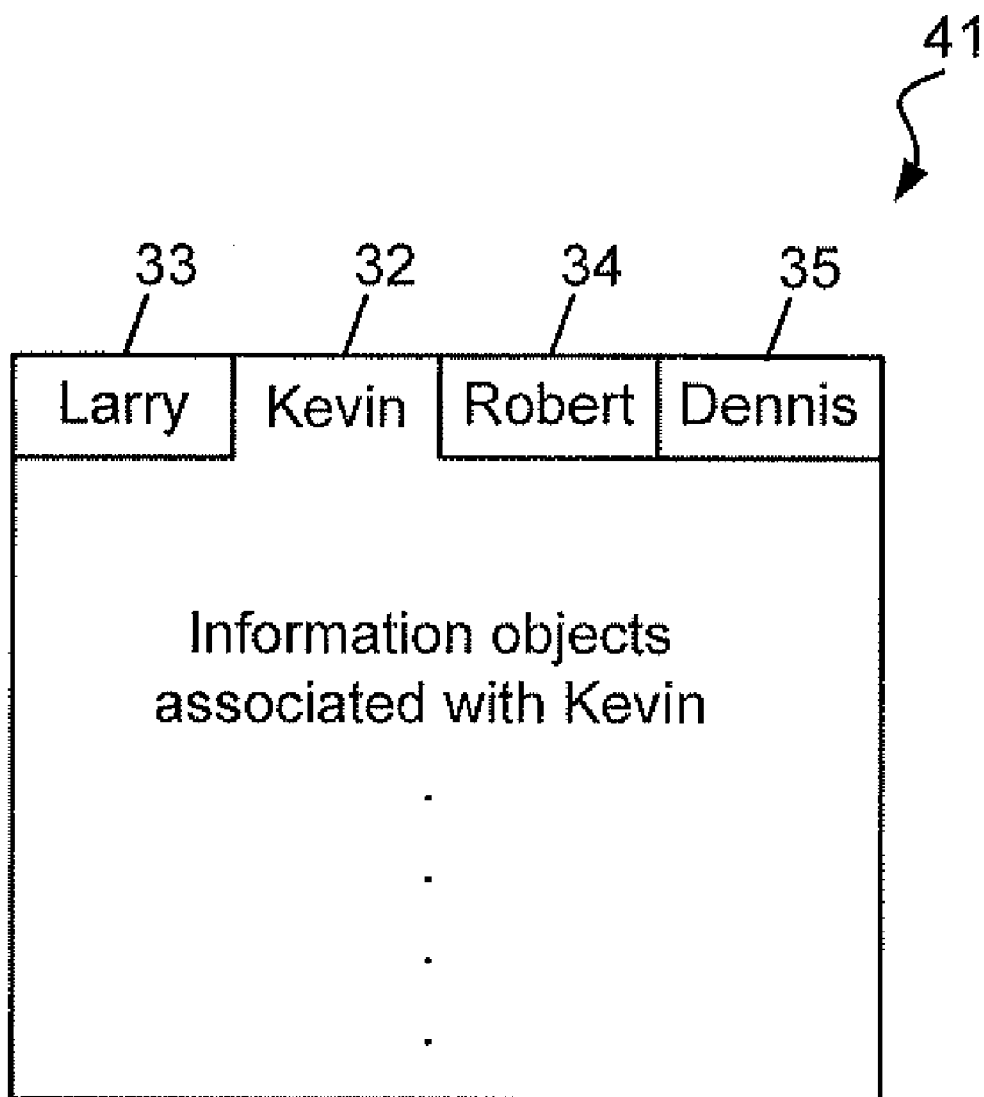 41
33 32 34 35
Larry Kevin Robert Dennis
Information objects
associated with Kevin